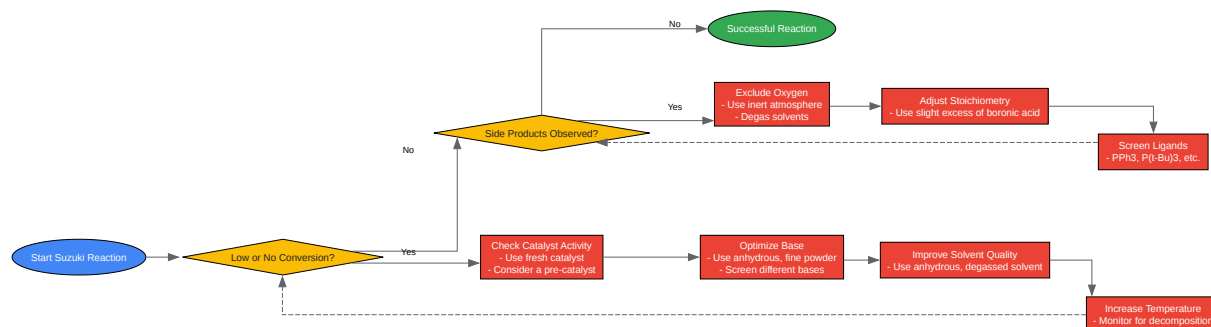 No
Successful Reaction
Exclude Oxygen
- Use inert atmosphere
- Degas solvents
Adjust Stoichiometry
- Use slight excess of boronic acid
Yes
Side Products Observed?
Screen Ligands
- PPh3, P(t-Bu)3, etc.
No
Start Suzuki Reaction
Low or No Conversion?
Yes
Check Catalyst Activity
- Use fresh catalyst
- Consider a pre-catalyst
Optimize Base
- Use anhydrous, fine powder
- Screen different bases
Improve Solvent Quality
- Use anhydrous, degassed solvent
Increase Temperature
- Monitor for decomposition